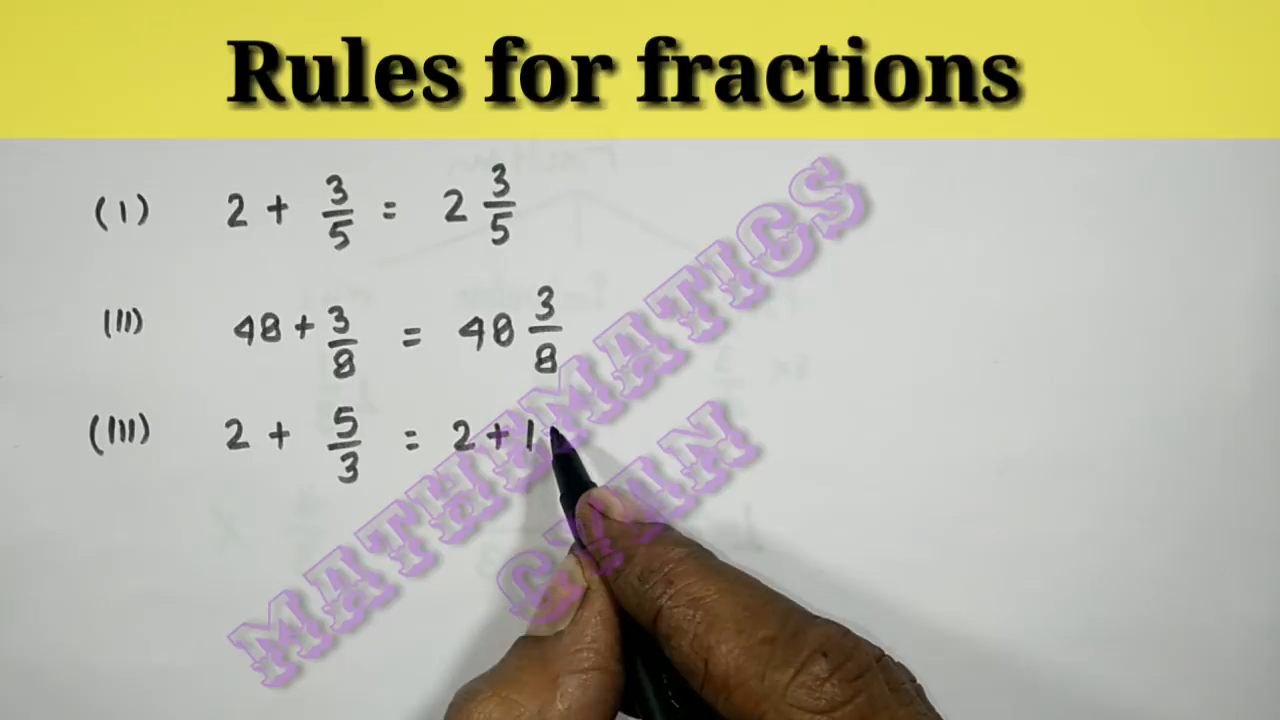 Rules for fractions
(I) 2 + 3/5 = 2 3/5
(II) 48 + 3/8 = 48 3/8
(III) 2 + 5/3 = 2 + 1
MATHEMATICS
GYAN